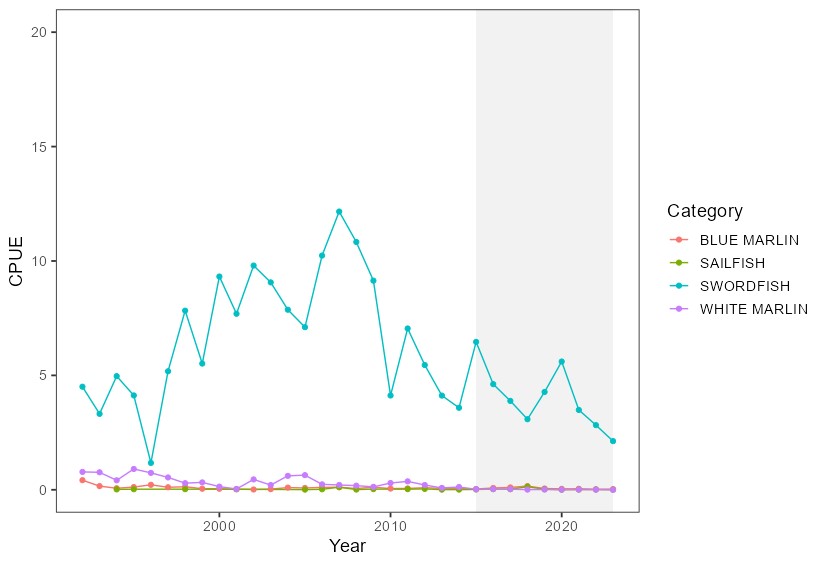 20
15
10
5
0
CPUE
2000 2010 2020
Year
Category
BLUE MARLIN
SAILFISH
SWORDFISH
WHITE MARLIN